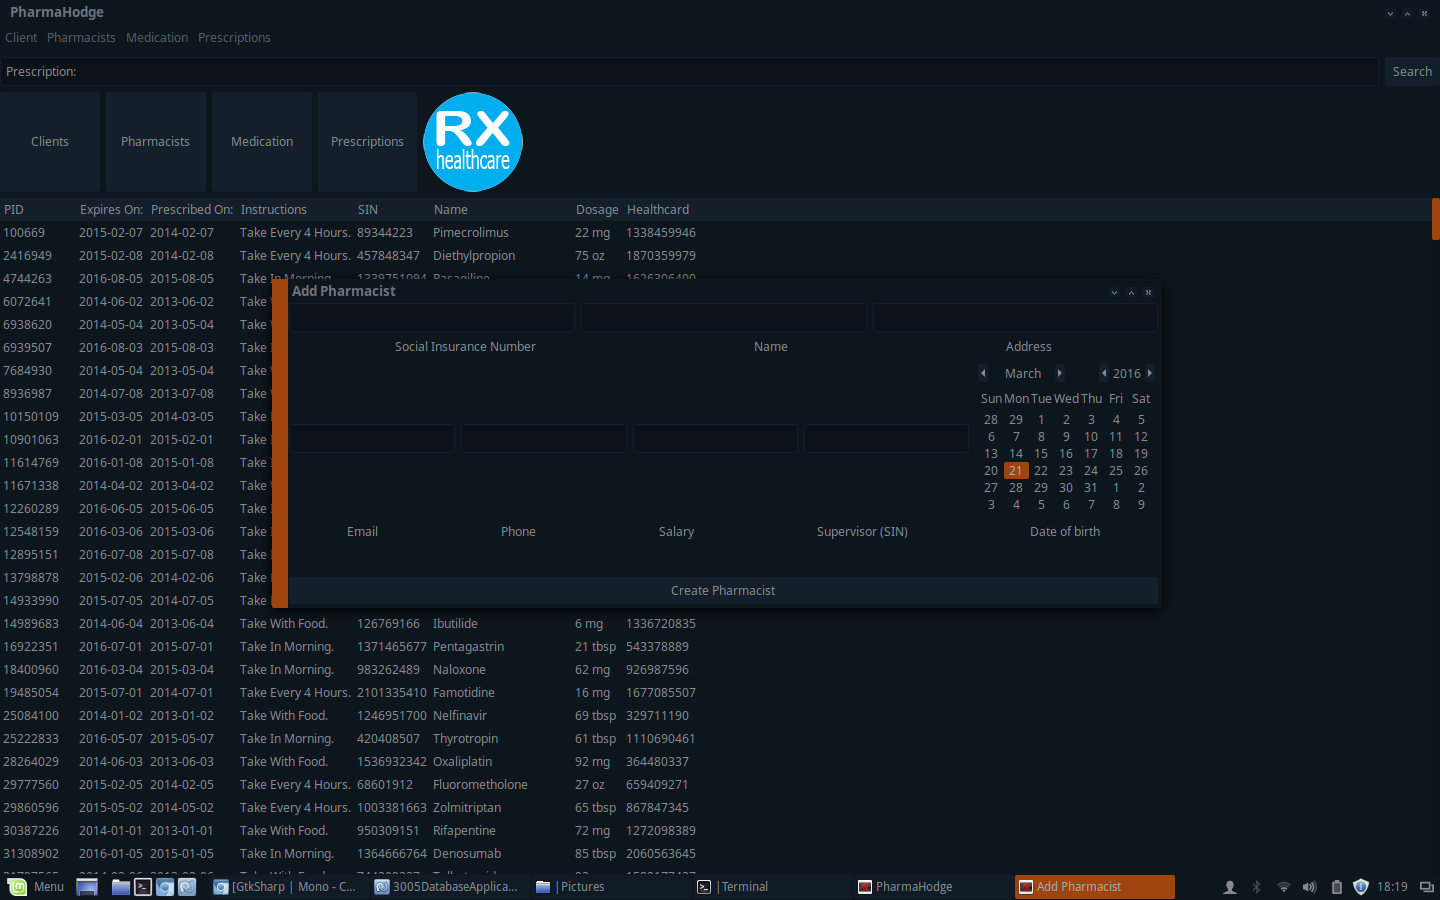 PharmaHodge
Client Pharmacists Medication Prescriptions
Prescription: Search
Clients Pharmacists Medication Prescriptions RX healthcare
PID Expires On: Prescribed On: Instructions SIN Name Dosage Healthcard
100669 2015-02-07 2014-02-07 Take Every 4 Hours. 89344223 Pimecrolimus 22 mg 1338459946
2416949 2015-02-08 2014-02-08 Take Every 4 Hours. 457848347 Diethylpropion 75 oz 1870359979
4744263 2016-08-05 2015-08-05 Take In Morning. 1339751094 Rasagiline 14 mg 1626306400
6072641 2014-06-02 2013-06-02 Take
6938620 2014-05-04 2013-05-04 Take
6939507 2016-08-03 2015-08-03 Take
7684930 2014-05-04 2013-05-04 Take
8936987 2014-07-08 2013-07-08 Take
10150109 2015-03-05 2014-03-05 Take
10901063 2016-02-01 2015-02-01 Take
11614769 2016-01-08 2015-01-08 Take
11671338 2014-04-02 2013-04-02 Take
12260289 2016-06-05 2015-06-05 Take
12548159 2016-03-06 2015-03-06 Take
12895151 2016-07-08 2015-07-08 Take
13798878 2015-02-06 2014-02-06 Take
14933990 2015-07-05 2014-07-05 Take
Add Pharmacist
Social Insurance Number Name Address
March 2016
Sun Mon Tue Wed Thu Fri Sat
28 29 1 2 3 4 5
6 7 8 9 10 11 12
13 14 15 16 17 18 19
20 21 22 23 24 25 26
27 28 29 30 31 1 2
3 4 5 6 7 8 9
Email Phone Salary Supervisor (SIN) Date of birth
Create Pharmacist
14989683 2014-06-04 2013-06-04 Take With Food. 126769166 Ibutilide 6 mg 1336720835
16922351 2016-07-01 2015-07-01 Take In Morning. 1371465677 Pentagastrin 21 tbsp 543378889
18400960 2016-03-04 2015-03-04 Take In Morning. 983262489 Naloxone 62 mg 926987596
19485054 2015-07-01 2014-07-01 Take Every 4 Hours. 2101335410 Famotidine 16 mg 1677085507
25084100 2014-01-02 2013-01-02 Take With Food. 1246951700 Nelfinavir 69 tbsp 329711190
25222833 2016-05-07 2015-05-07 Take In Morning. 420408507 Thyrotropin 61 tbsp 1110690461
28264029 2014-06-03 2013-06-03 Take With Food. 1536932342 Oxaliplatin 92 mg 364480337
29777560 2015-02-05 2014-02-05 Take Every 4 Hours. 68601912 Fluorometholone 27 oz 659409271
29860596 2015-05-02 2014-05-02 Take Every 4 Hours. 1003381663 Zolmitriptan 65 tbsp 867847345
30387226 2014-01-01 2013-01-01 Take With Food. 950309151 Rifapentine 72 mg 1272098389
31308902 2016-01-05 2015-01-05 Take In Morning. 1364666764 Denosumab 85 tbsp 2060563645
Menu [GtkSharp | Mono - C... 3005DatabaseApplica... |Pictures |Terminal PharmaHodge Add Pharmacist 18:19